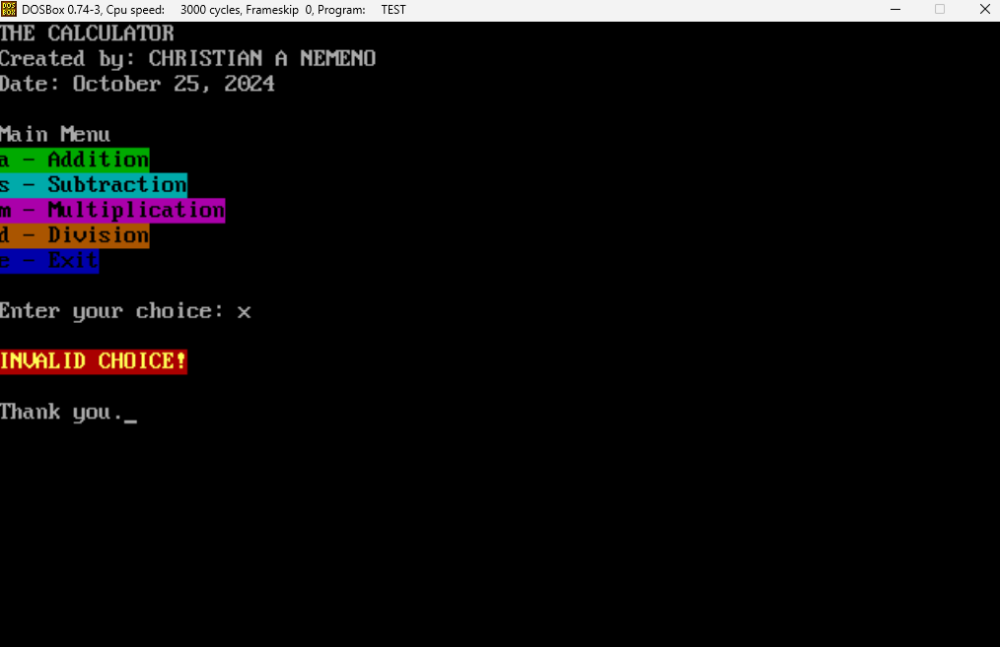 DOSBox 0.74-3, Cpu speed: 3000 cycles, Frameskip 0, Program: TEST
THE CALCULATOR
Created by: CHRISTIAN A NEMENO
Date: October 25, 2024
Main Menu
a - Addition
s - Subtraction
m - Multiplication
d - Division
e - Exit
Enter your choice: x
INVALID CHOICE!
Thank you._